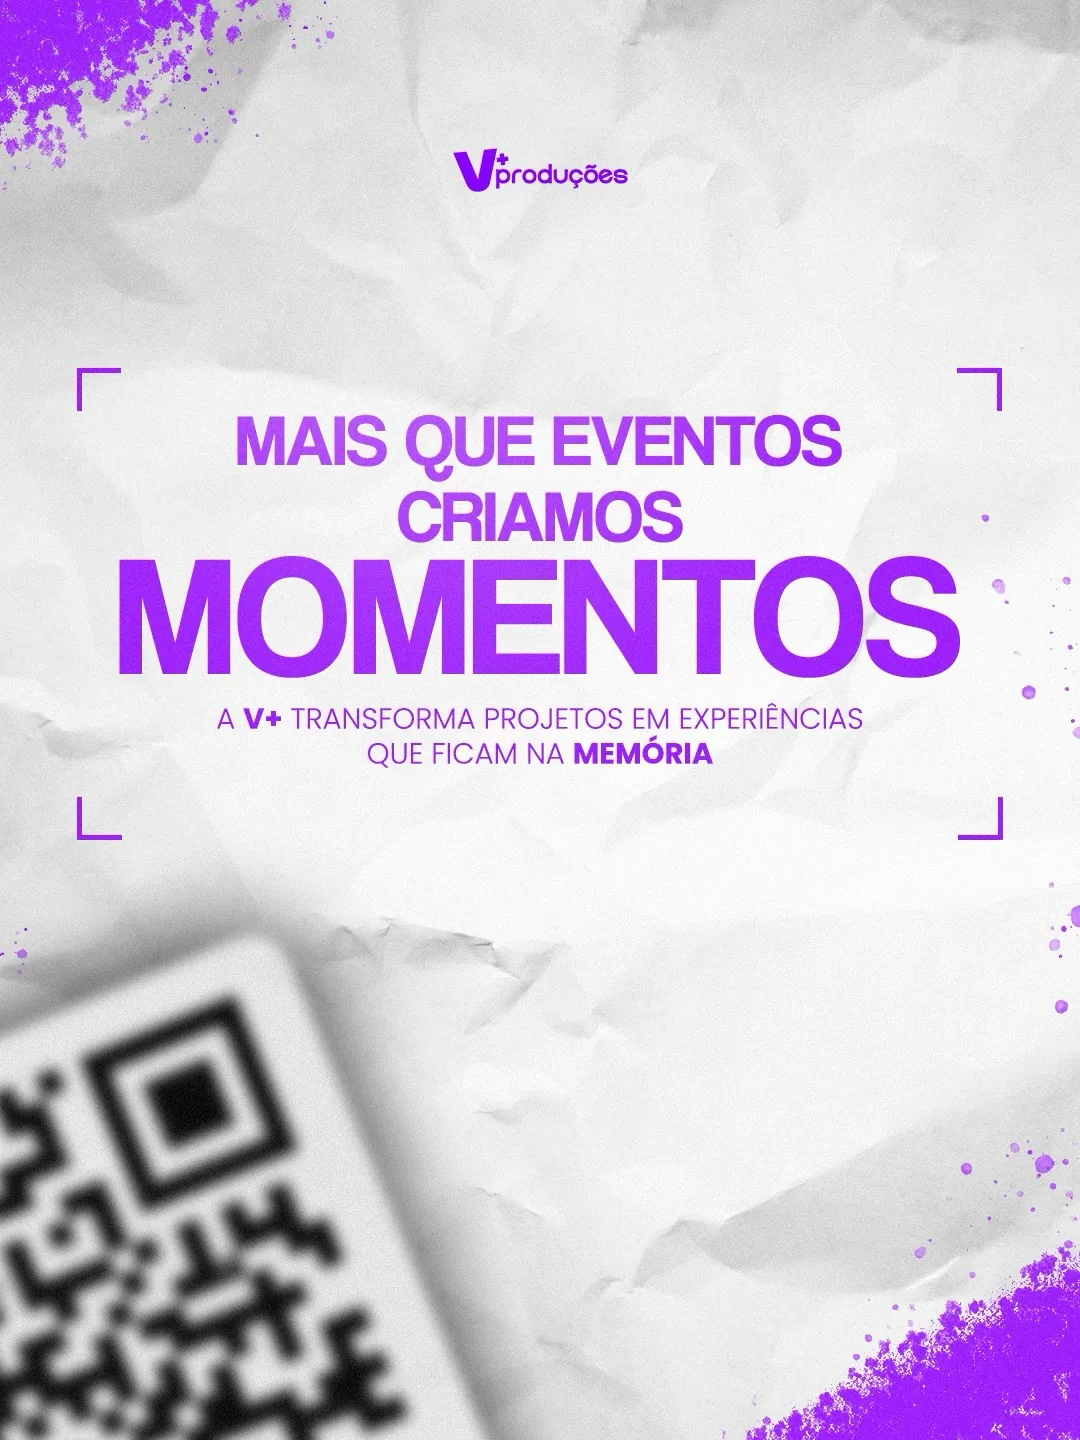 V+ produções
MAIS QUE EVENTOS
CRIAMOS
MOMENTOS
A V+ TRANSFORMA PROJETOS EM EXPERIÊNCIAS
QUE FICAM NA MEMÓRIA